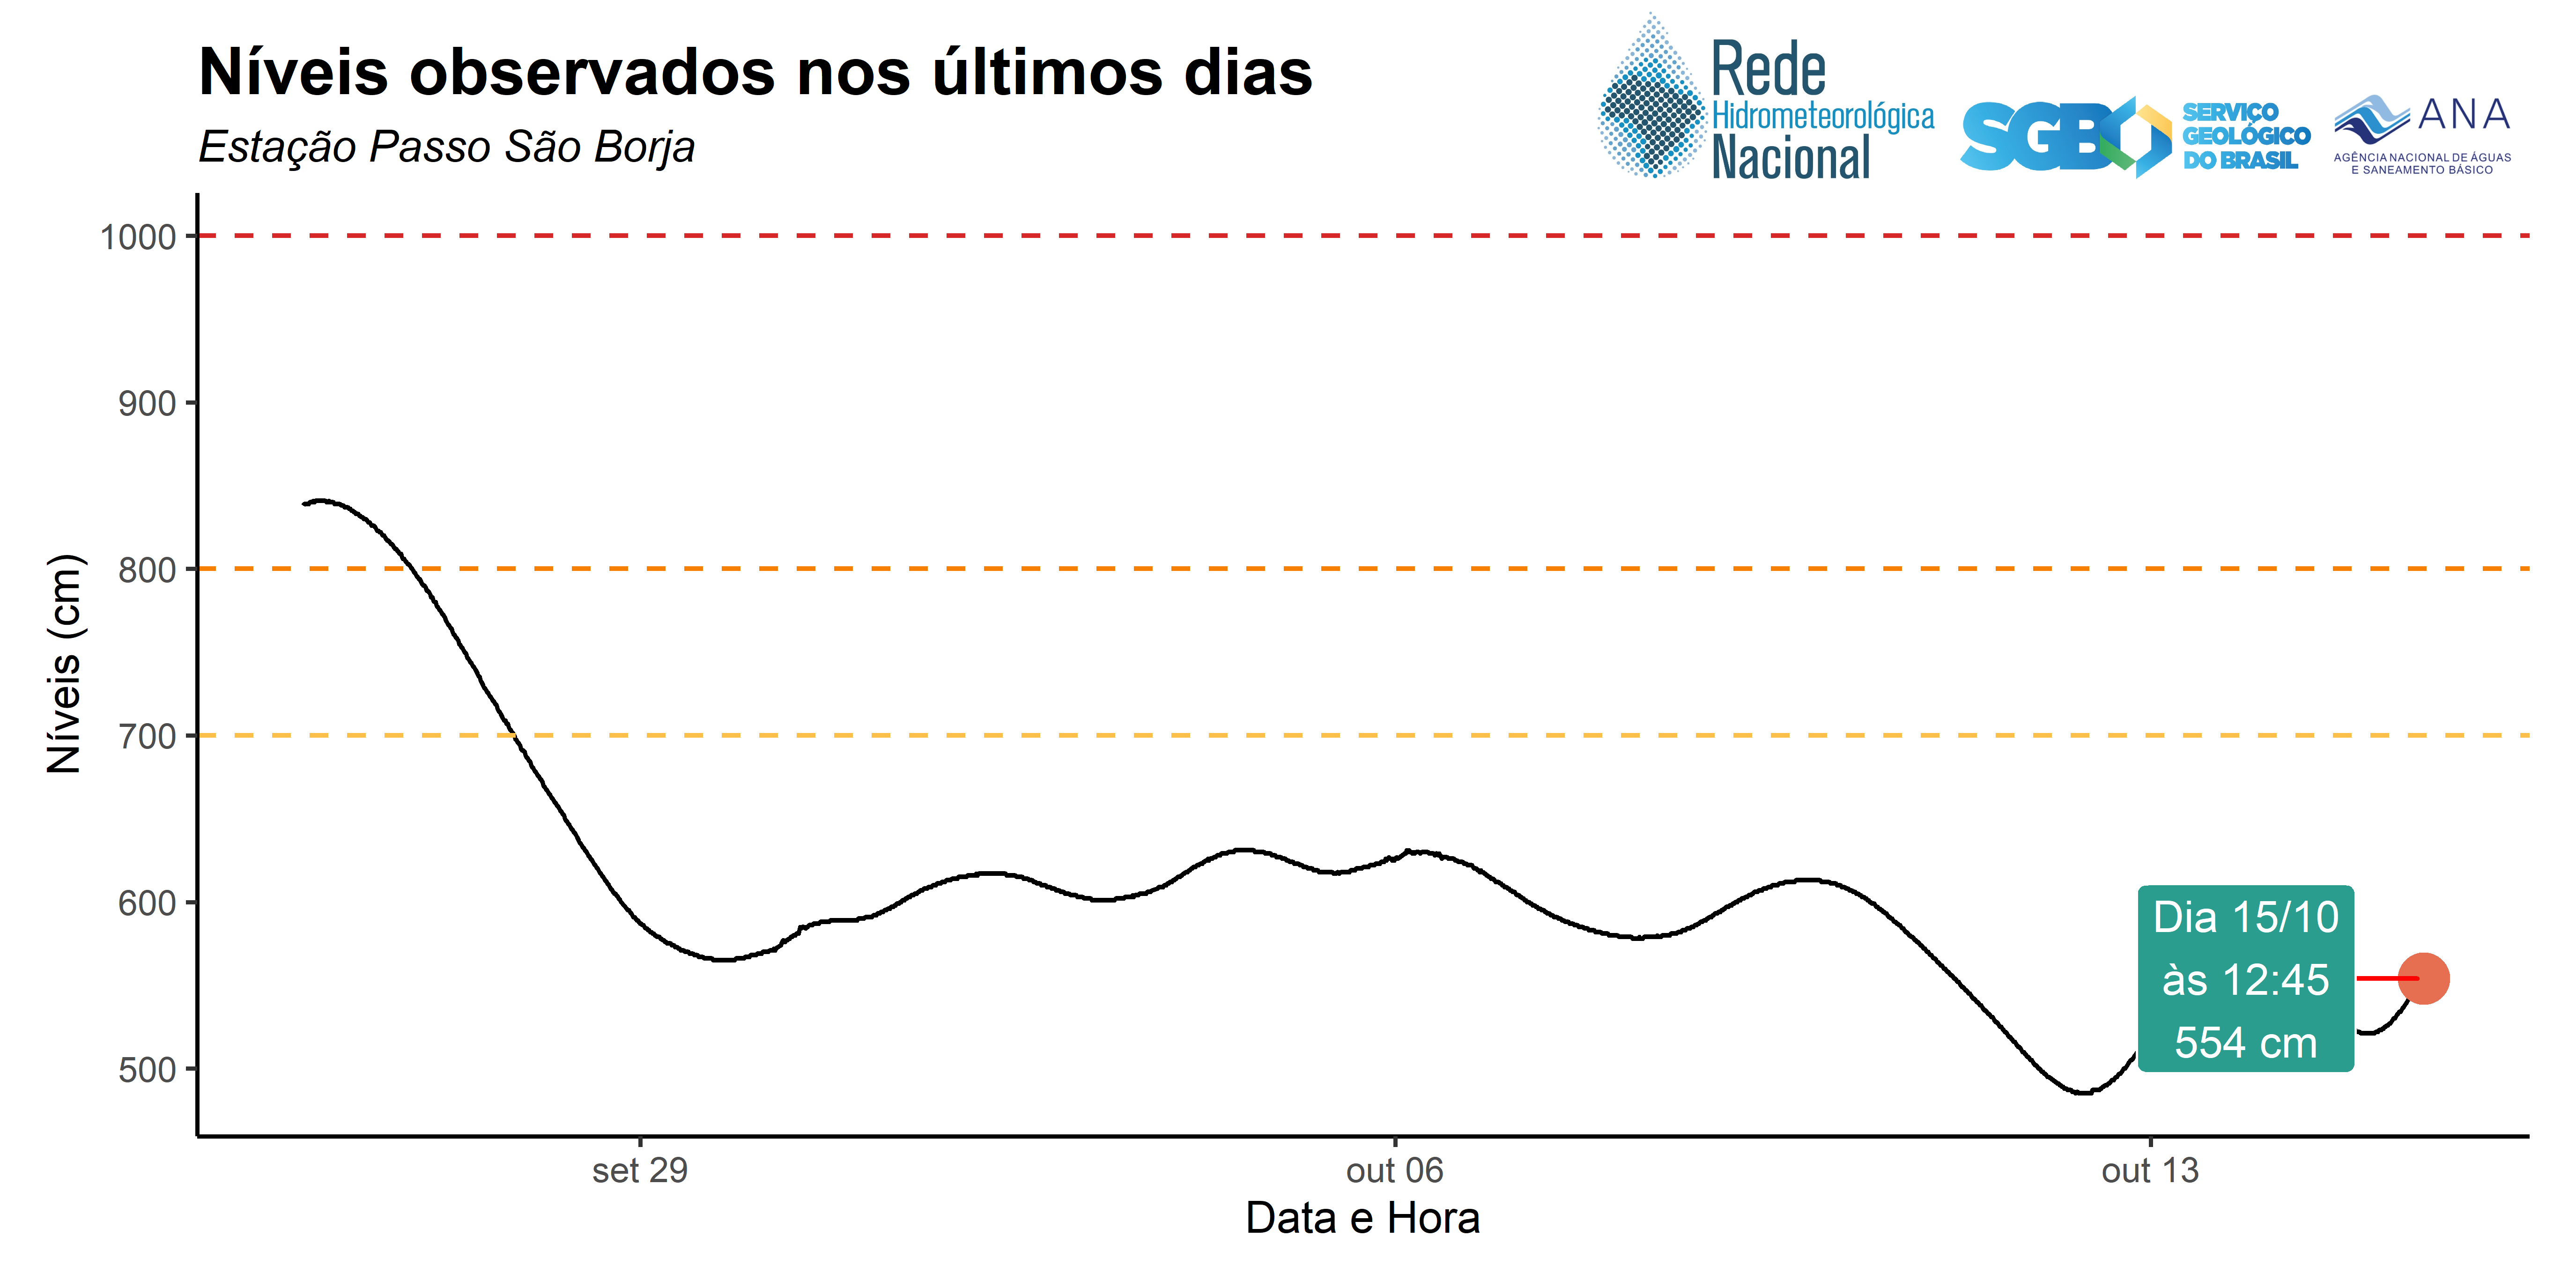 Níveis observados nos últimos dias
Estação Passo São Borja
Rede
Hidrometeorológica
Nacional
SGB
SERVIÇO
GEOLÓGICO
DO BRASIL
ANA
AGÊNCIA NACIONAL DE ÁGUAS
E SANEAMENTO BÁSICO
Níveis (cm)
1000
900
800
700
600
500
Dia 15/10
às 12:45
554 cm
set 29
out 06
out 13
Data e Hora